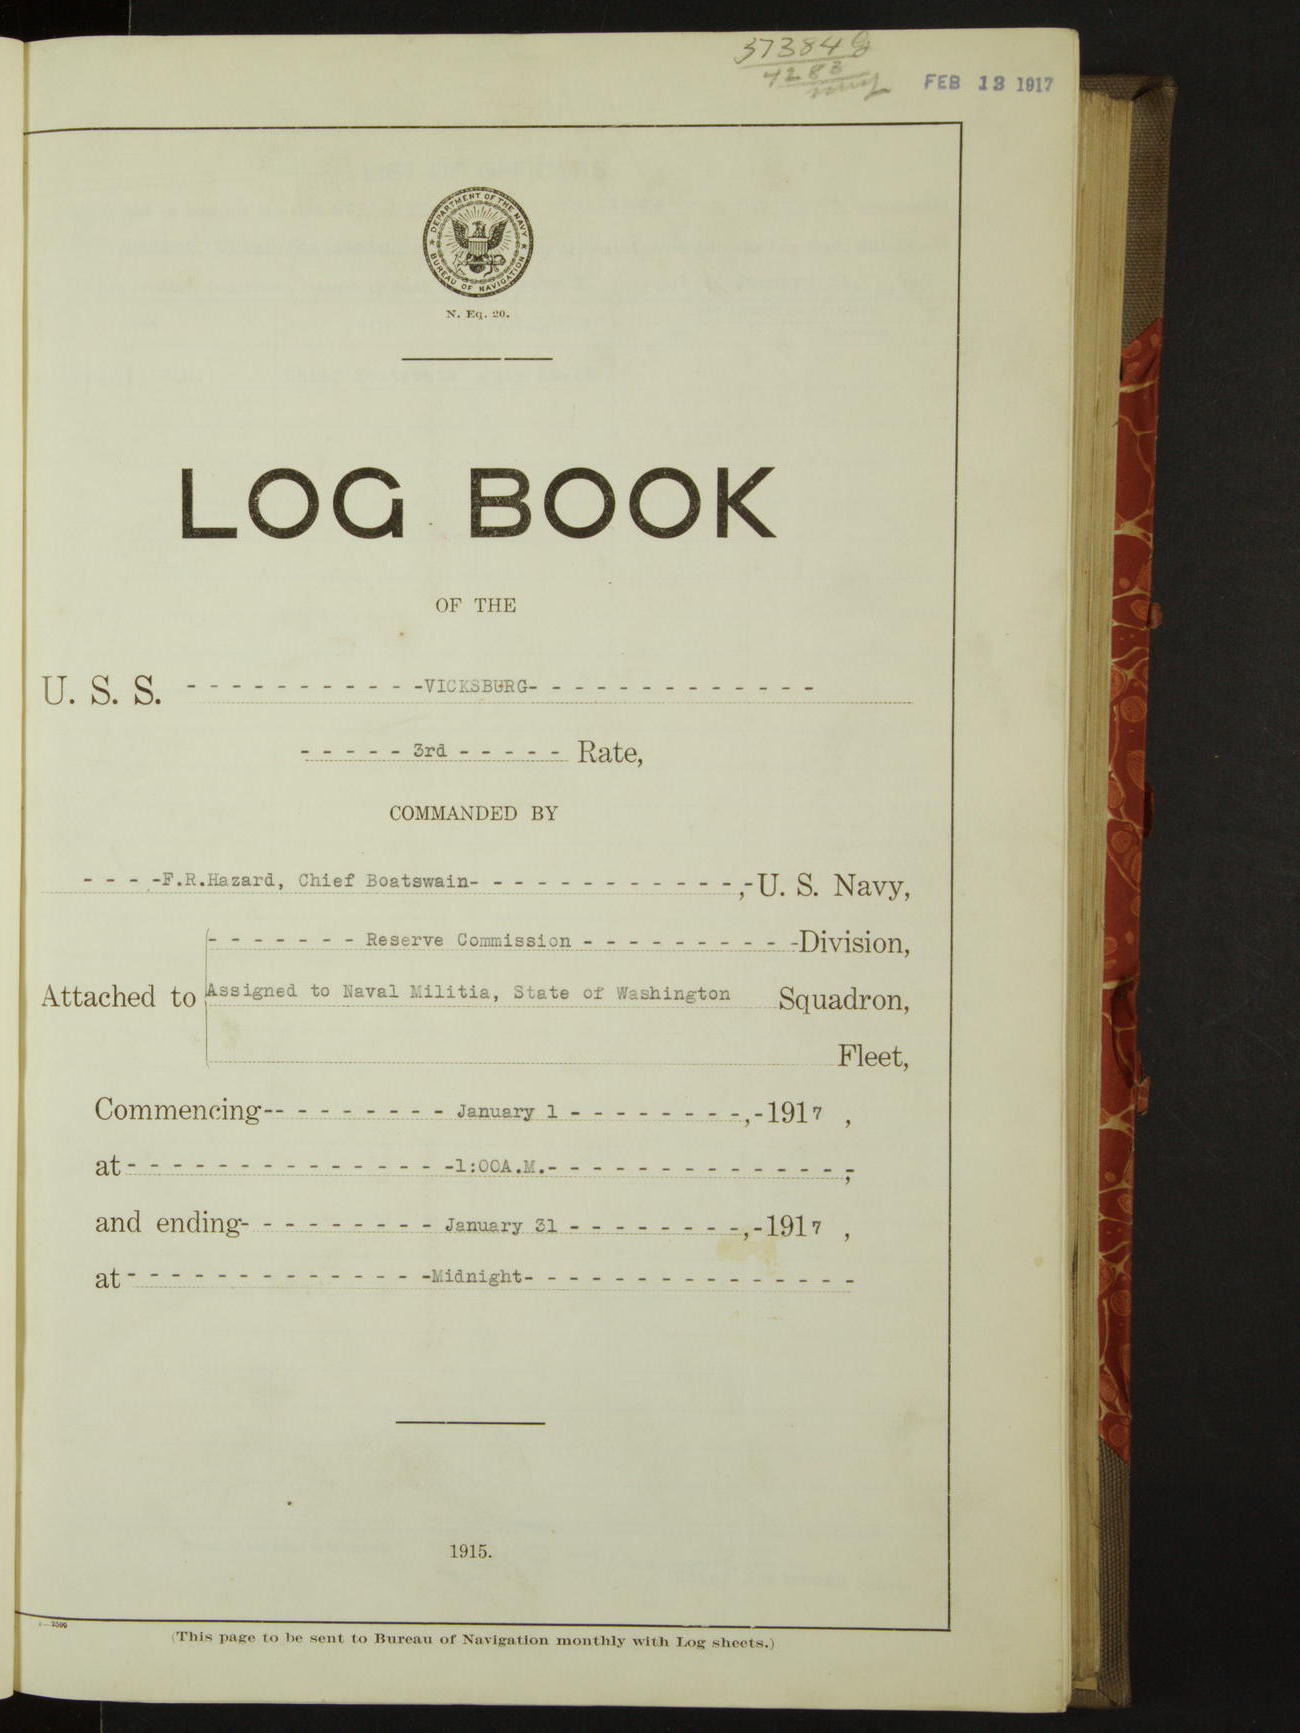 37384
4283
FEB 13 1917
DEPARTMENT OF THE NAVY
BUREAU OF NAVIGATION
N. Eq. 20.
LOG BOOK
OF THE
U. S. S. - - - - - - - - - - -VICKSBURG- - - - - - - - - - - - -
- - - - - 3rd - - - - - Rate,
COMMANDED BY
- - - -F.R.Hazard, Chief Boatswain- - - - - - - - - - - - -,-U. S. Navy,
- - - - - - - Reserve Commission - - - - - - - - - -Division,
Attached to Assigned to Naval Militia, State of Washington Squadron,
Fleet,
Commencing-- - - - - - - - January 1 - - - - - - - -,-1917 ,
at- - - - - - - - - - - - - - -1:00A.M.- - - - - - - - - - - - - - ;
and ending- - - - - - - - - January 31 - - - - - - - -,-1917 ,
at- - - - - - - - - - - - - -Midnight- - - - - - - - - - - - - - -
1915.
(This page to be sent to Bureau of Navigation monthly with Log sheets.)